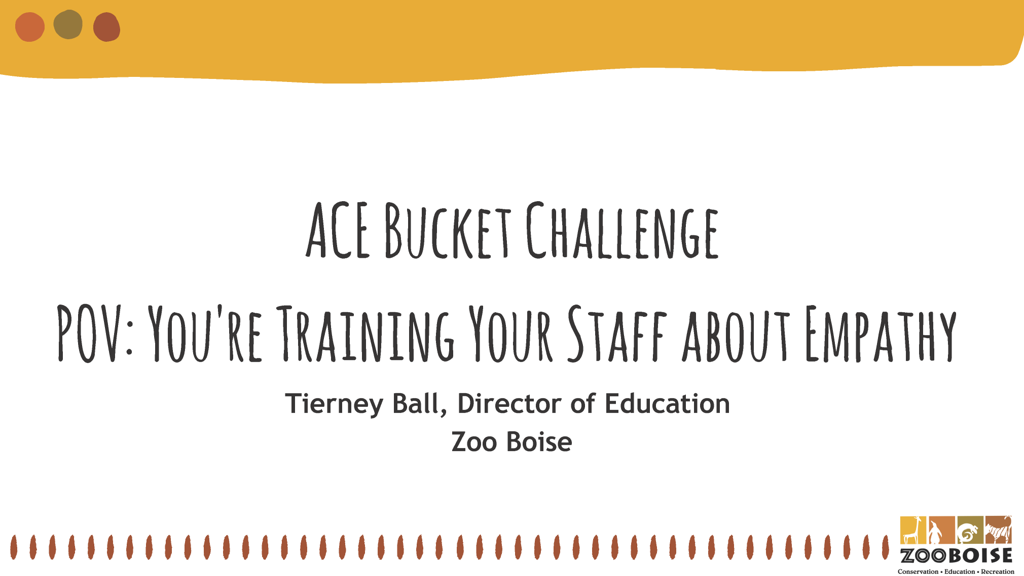 ACE Bucket Challenge
POV: You're Training Your Staff about Empathy
Tierney Ball, Director of Education
Zoo Boise
ZOOBOISE
Conservation • Education • Recreation